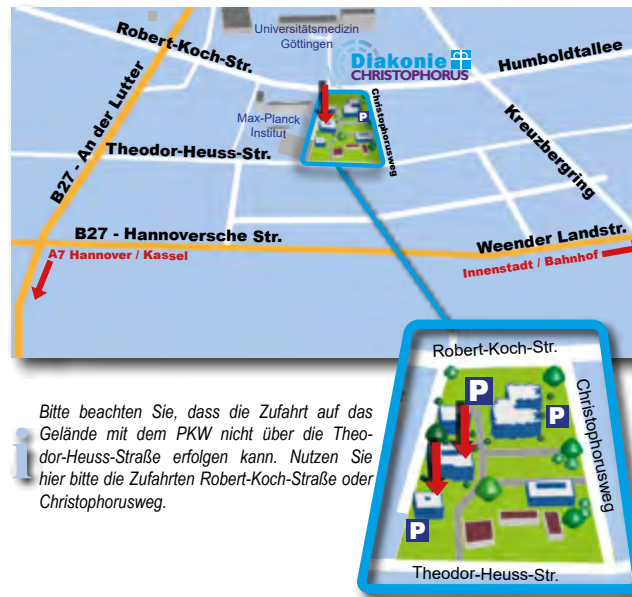 Universitätsmedizin
Göttingen
Robert-Koch-Str.
Diakonie
CHRISTOPHORUS
Humboldtallee
B27 - An der Lutter
Max-Planck
Institut
P
Christophorusweg
Kreuzbergring
Theodor-Heuss-Str.
B27 - Hannoversche Str.
Weender Landstr.
A7 Hannover / Kassel
Innenstadt / Bahnhof
Robert-Koch-Str.
P
P
Christophorusweg
P
Theodor-Heuss-Str.
i
Bitte beachten Sie, dass die Zufahrt auf das
Gelände mit dem PKW nicht über die Theo-
dor-Heuss-Straße erfolgen kann. Nutzen Sie
hier bitte die Zufahrten Robert-Koch-Straße oder
Christophorusweg.